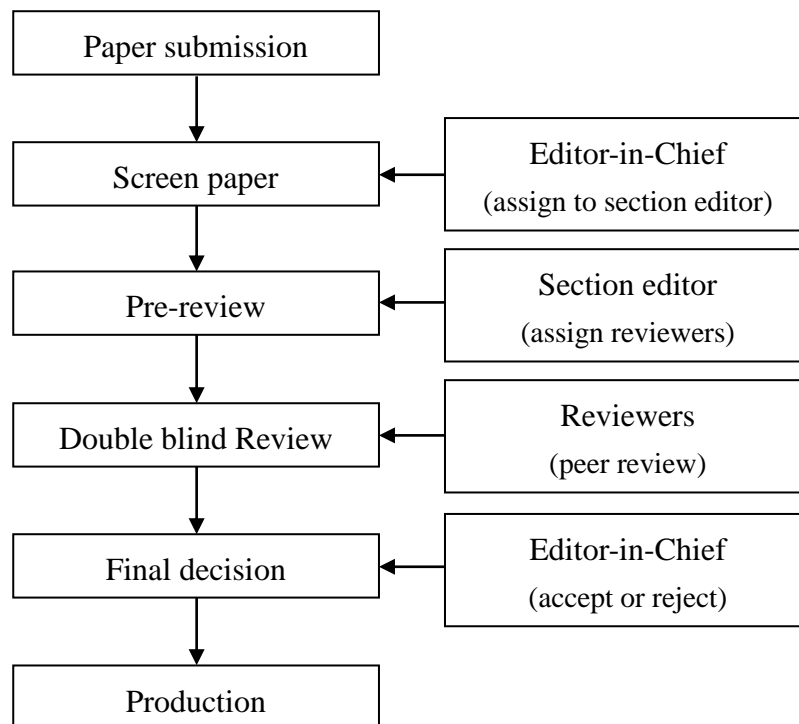 Paper submission
Screen paper
Editor-in-Chief
(assign to section editor)
Pre-review
Section editor
(assign reviewers)
Double blind Review
Reviewers
(peer review)
Final decision
Editor-in-Chief
(accept or reject)
Production